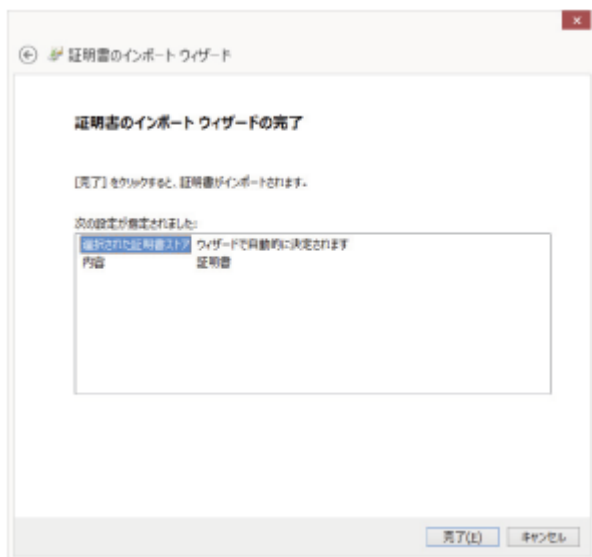 証明書のインポート ウィザード
証明書のインポート ウィザードの完了
[完了] をクリックすると、証明書がインポートされます。
次の設定が指定されました:
選択された証明書ストア ウィザードで自動的に決定されます
内容 証明書
完了(E) キャンセル